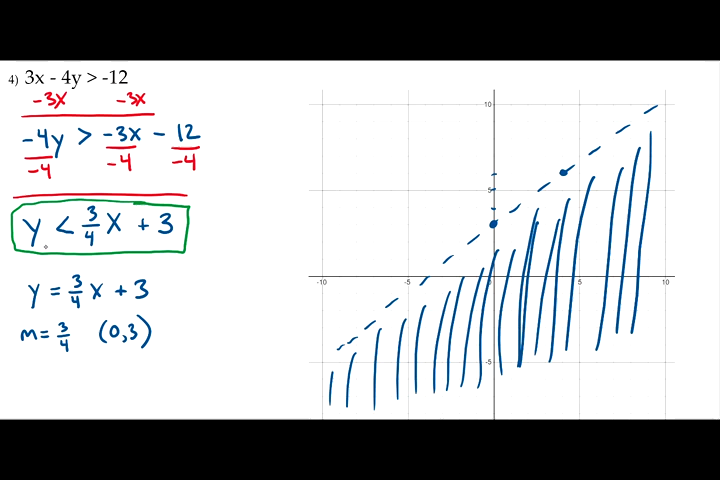 4) 3x - 4y > -12
-3x -3x
-4y > -3x - 12
-4 -4 -4
y < 3/4 x + 3
y = 3/4 x + 3
m = 3/4 (0,3)
10
5
-10 -5 0 5 10
-5